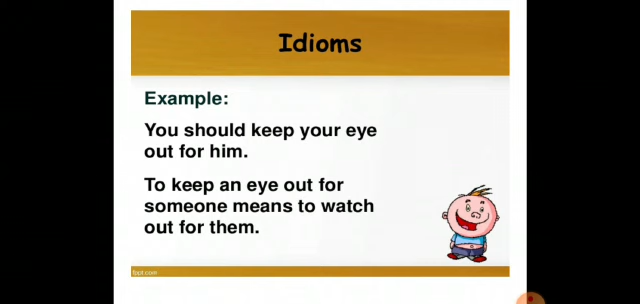 Idioms
Example:
You should keep your eye
out for him.
To keep an eye out for
someone means to watch
out for them.
fppt.com